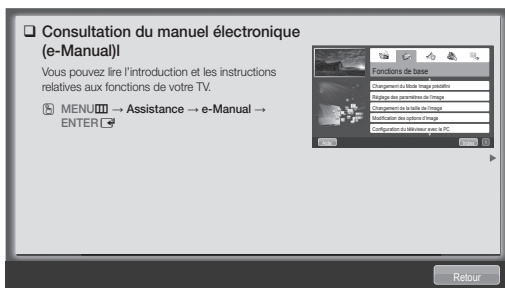 ❑ Consultation du manuel électronique
(e-Manual)l
Vous pouvez lire l'introduction et les instructions
relatives aux fonctions de votre TV.
MENU → Assistance → e-Manual →
ENTER
Fonctions de base
Changement du Mode Image prédéfini
Réglage des paramètres de l'image
Changement de la taille de l'image
Modification des options d'image
Configuration du téléviseur avec le PC
Index
Retour